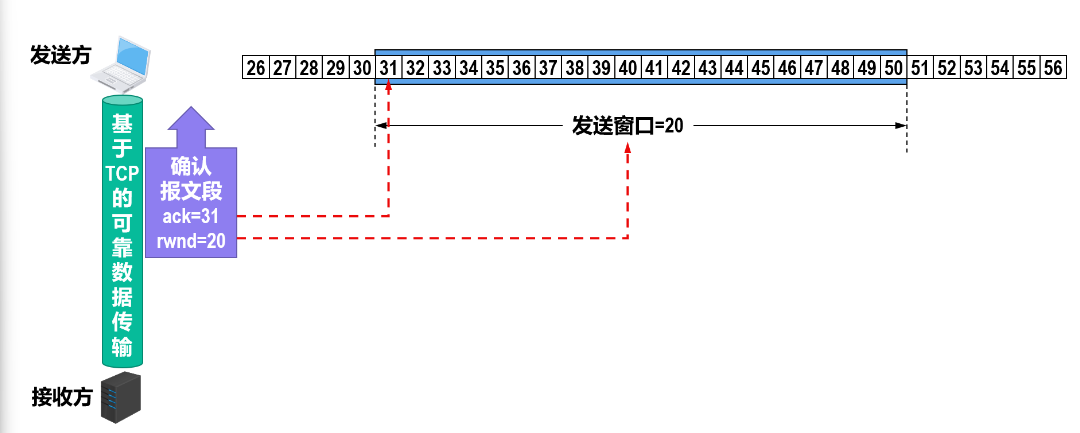 发送方
26 27 28 29 30 31 32 33 34 35 36 37 38 39 40 41 42 43 44 45 46 47 48 49 50 51 52 53 54 55 56
发送窗口=20
基于TCP的可靠数据传输
确认
报文段
ack=31
rwnd=20
接收方